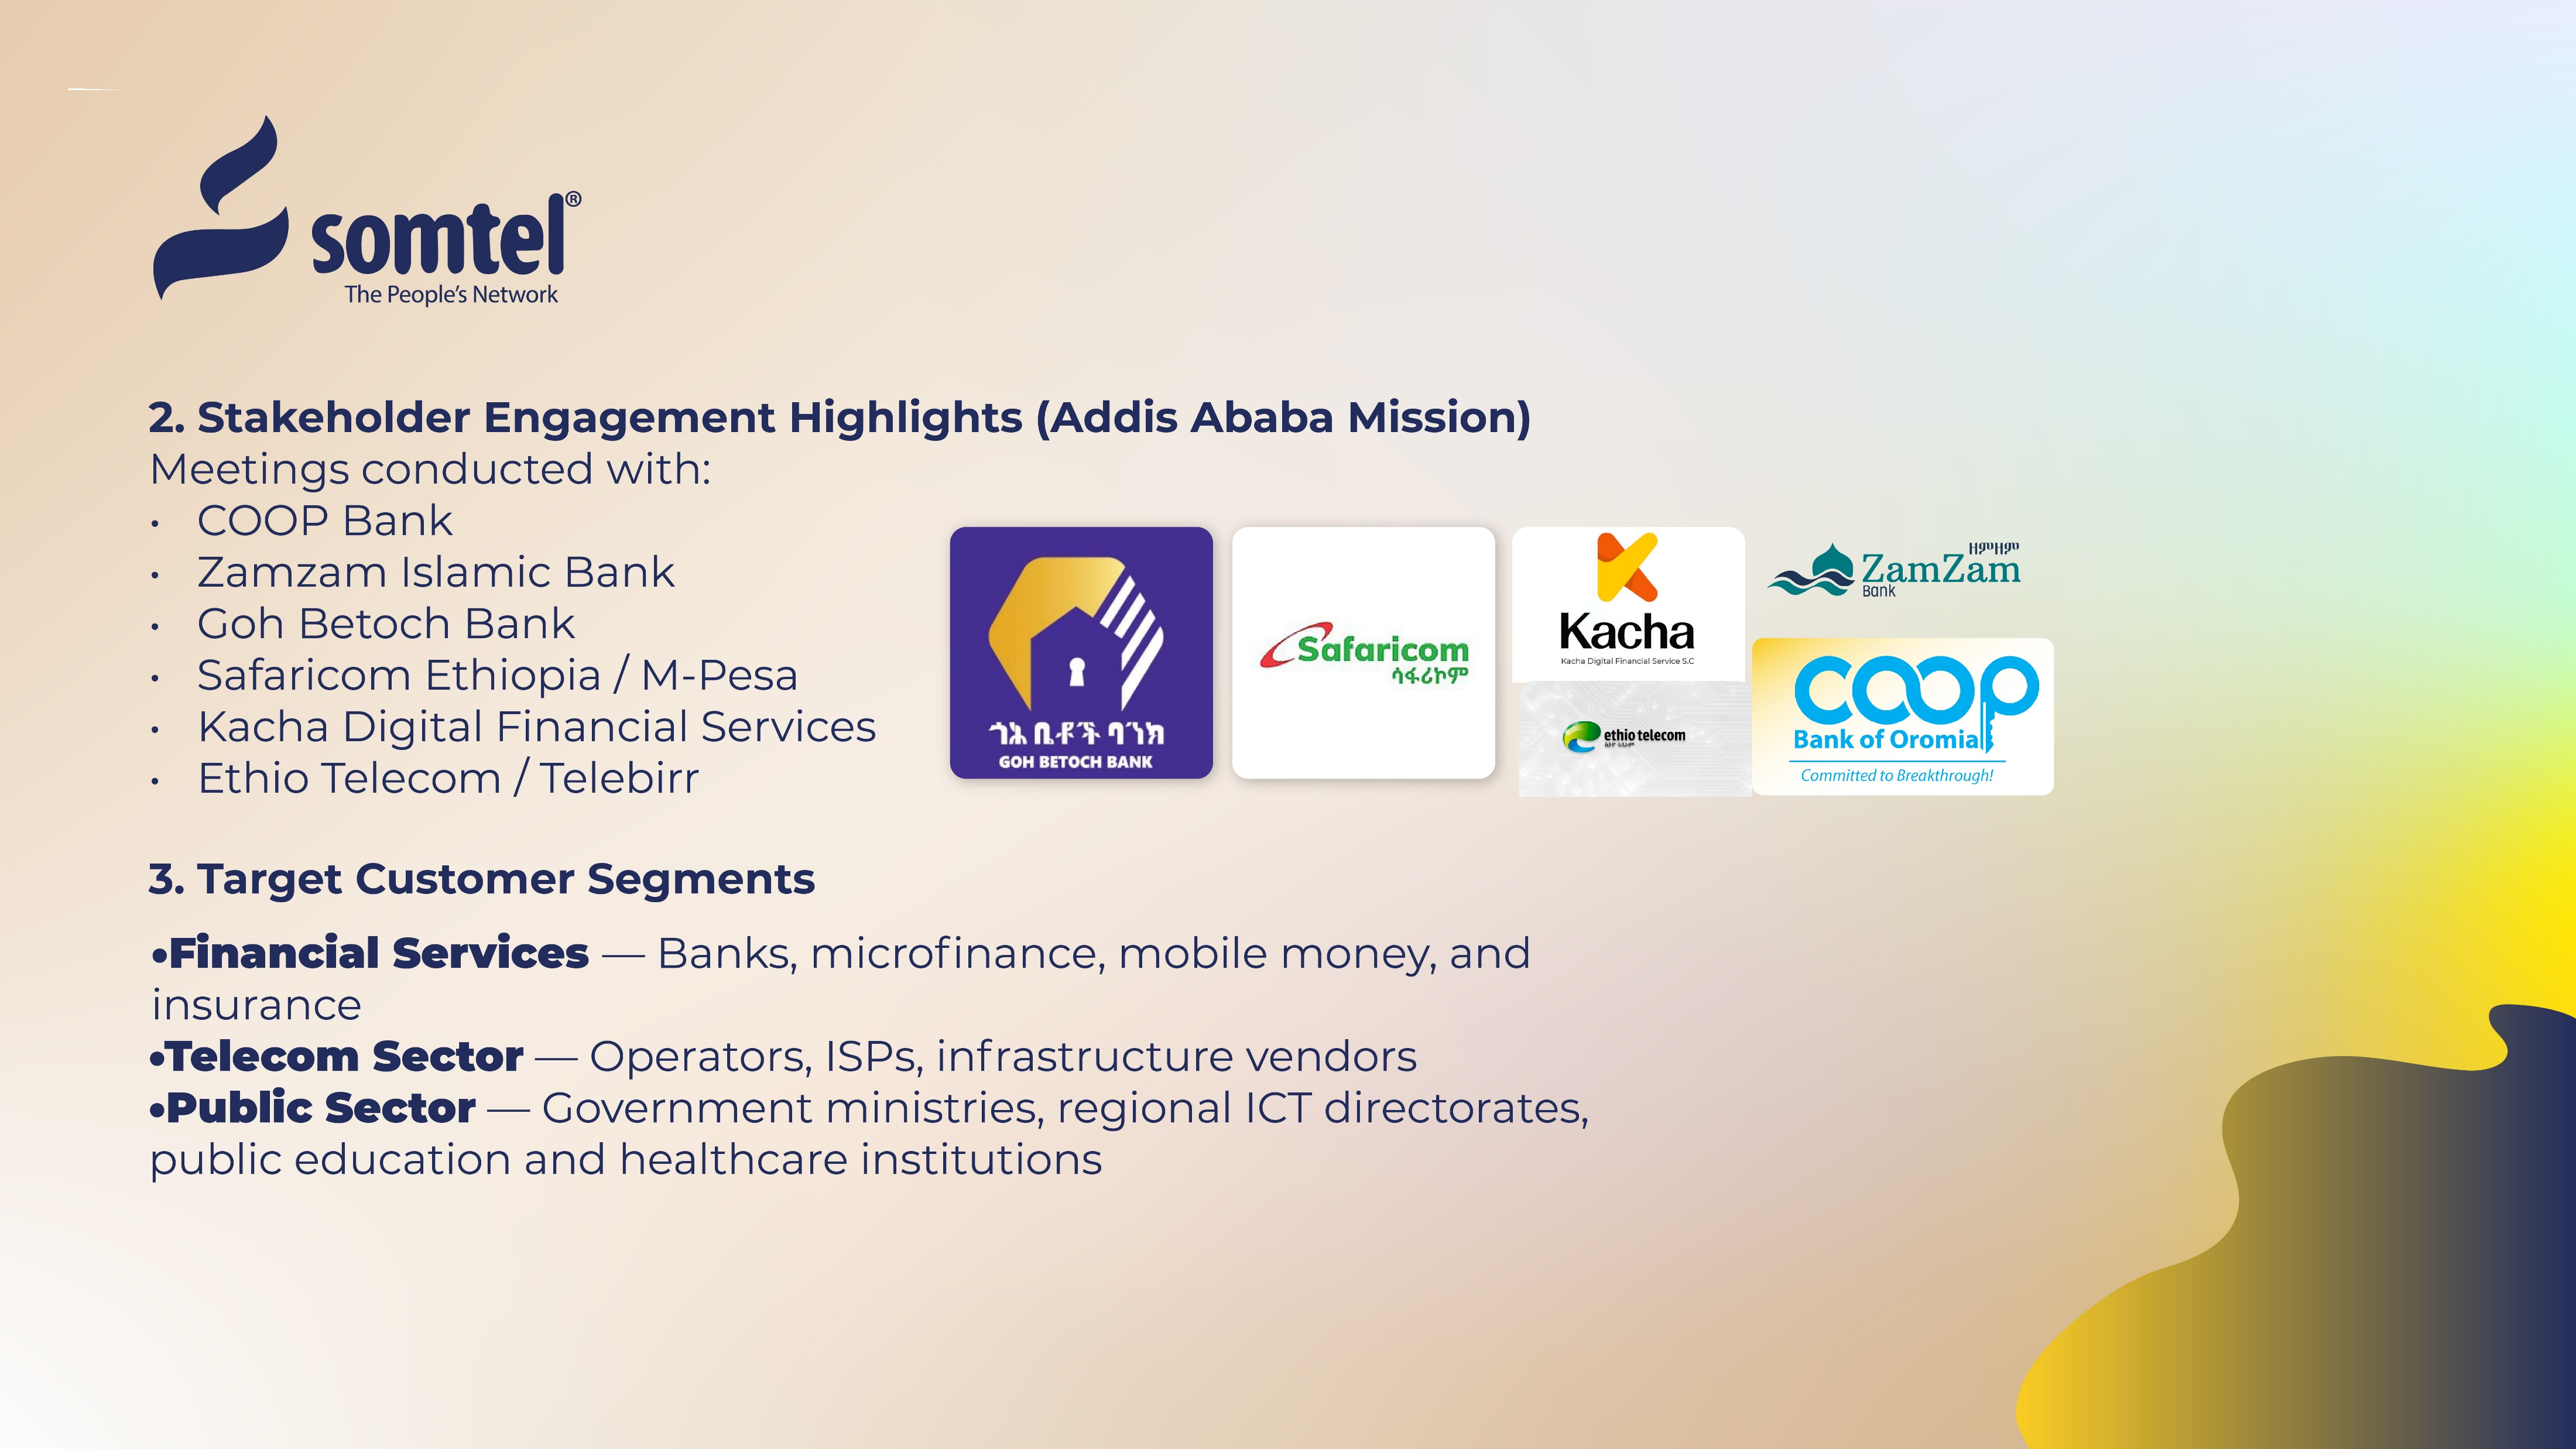 somtel®
The People's Network
2. Stakeholder Engagement Highlights (Addis Ababa Mission)
Meetings conducted with:
• COOP Bank
• Zamzam Islamic Bank
• Goh Betoch Bank
• Safaricom Ethiopia / M-Pesa
• Kacha Digital Financial Services
• Ethio Telecom / Telebirr
ጎሕ ቤቶች ባንክ
GOH BETOCH BANK
Safaricom
ሳፋሪኮም
Kacha
Kacha Digital Financial Service S.C
ethio telecom
ኢትዮ ቴሌኮም
ዘምዘም
ZamZam
Bank
coop
Bank of Oromia
Committed to Breakthrough!
3. Target Customer Segments
•Financial Services — Banks, microfinance, mobile money, and
insurance
•Telecom Sector — Operators, ISPs, infrastructure vendors
•Public Sector — Government ministries, regional ICT directorates,
public education and healthcare institutions